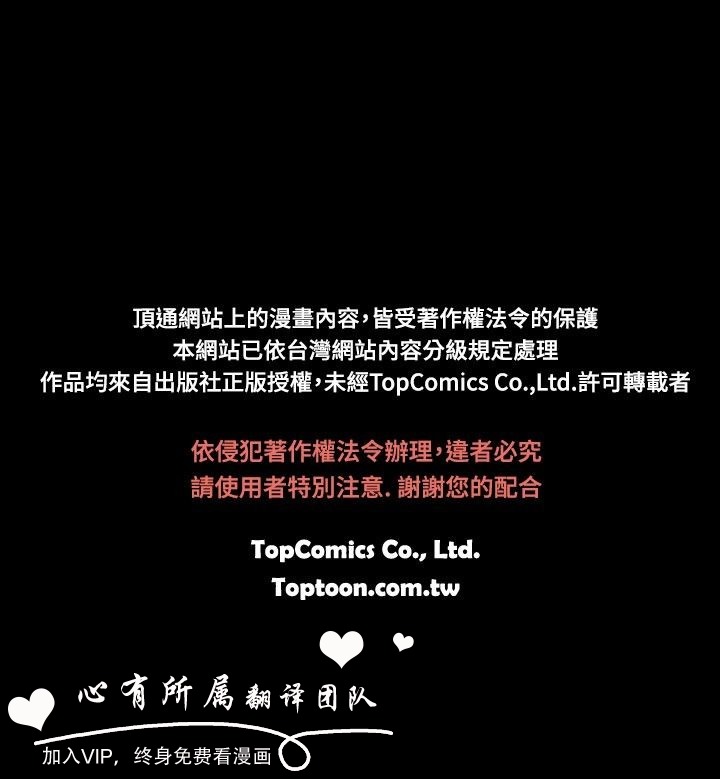 頂通網站上的漫畫內容，皆受著作權法令的保護
本網站已依台灣網站內容分級規定處理
作品均來自出版社正版授權，未經TopComics Co.,Ltd.許可轉載者
依侵犯著作權法令辦理，違者必究
請使用者特別注意. 謝謝您的配合
TopComics Co., Ltd.
Toptoon.com.tw
心有所属翻译团队
加入VIP，终身免费看漫画